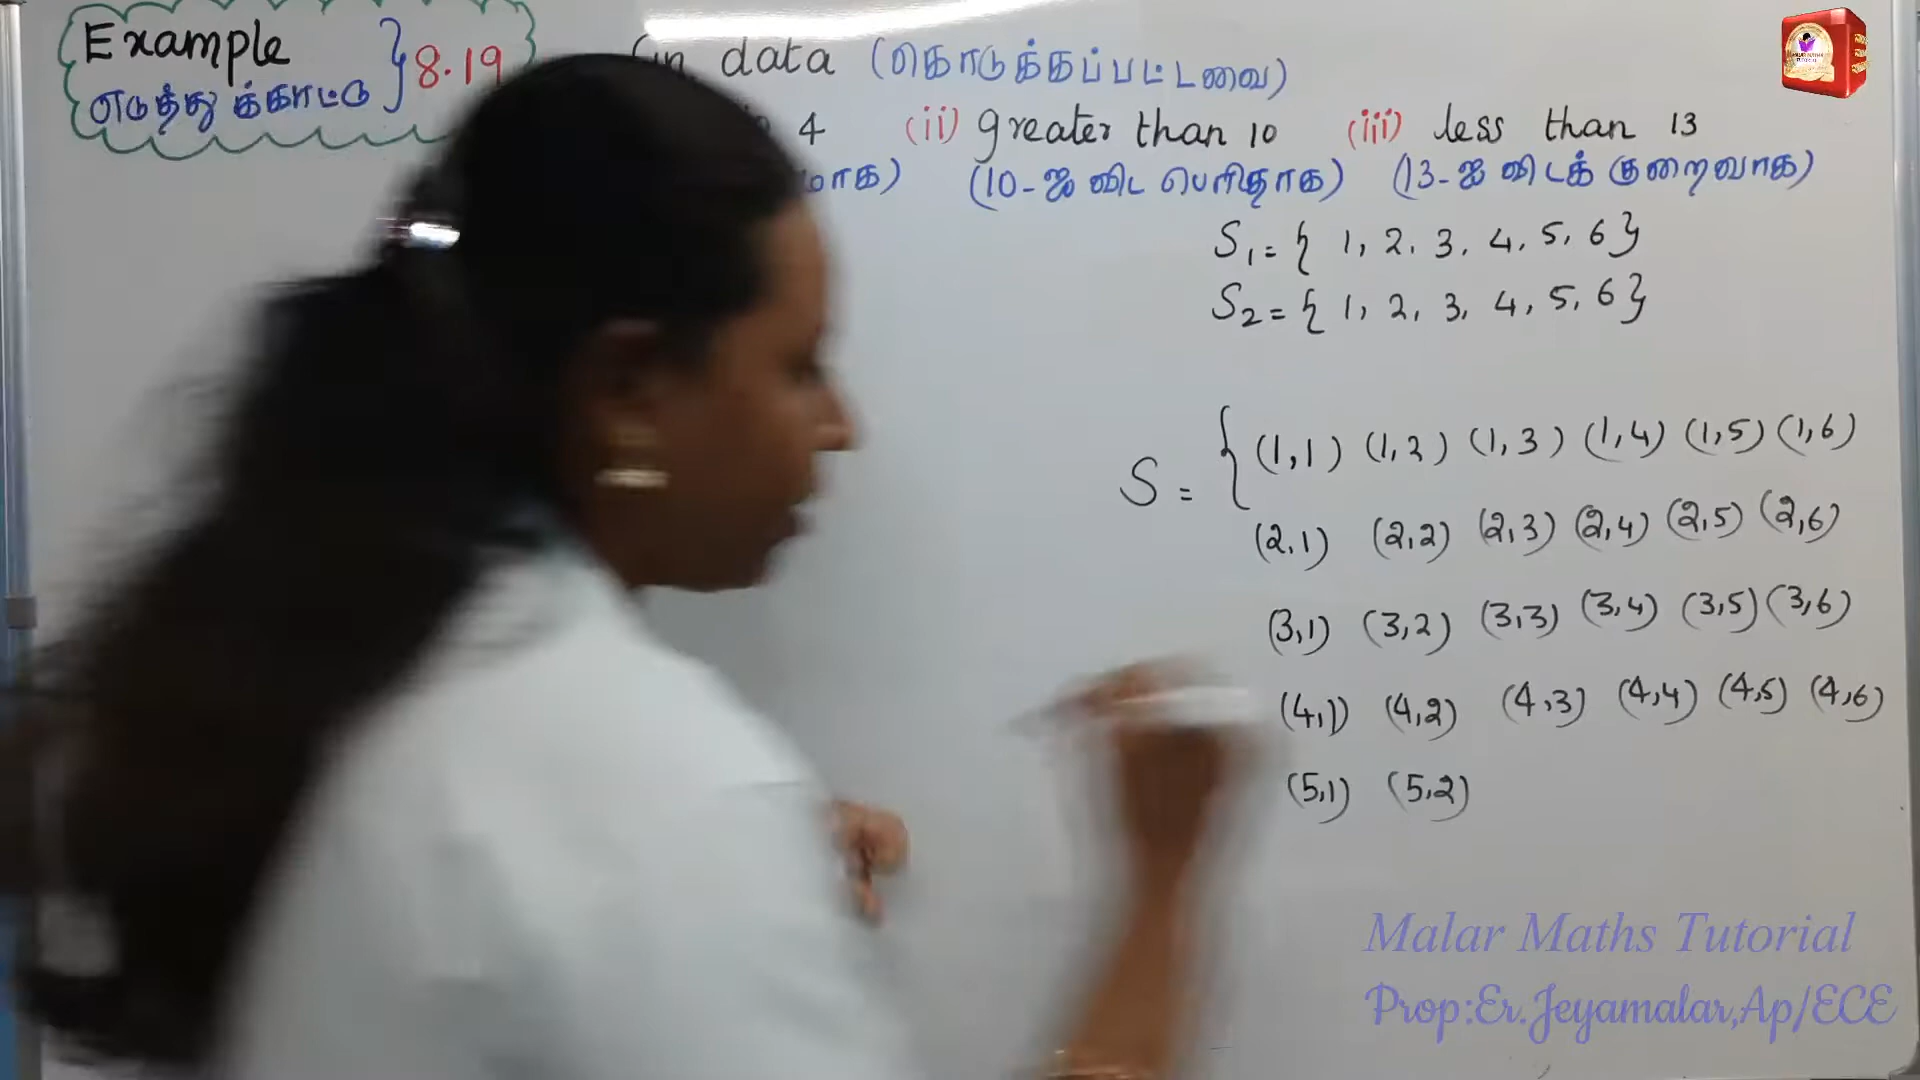 Example } 8.19
எடுத்துக்காட்டு
data (கொடுக்கப்பட்டவை)
4 (ii) greater than 10 (iii) less than 13
(10-ஐ விட பெரிதாக) (13-ஐ விடக் குறைவாக)
S₁ = { 1, 2, 3, 4, 5, 6 }
S₂ = { 1, 2, 3, 4, 5, 6 }
S = { (1,1) (1,2) (1,3) (1,4) (1,5) (1,6)
(2,1) (2,2) (2,3) (2,4) (2,5) (2,6)
(3,1) (3,2) (3,3) (3,4) (3,5) (3,6)
(4,1) (4,2) (4,3) (4,4) (4,5) (4,6)
(5,1) (5,2)
Malar Maths Tutorial
Prop:Er.Jeyamalar,Ap/ECE